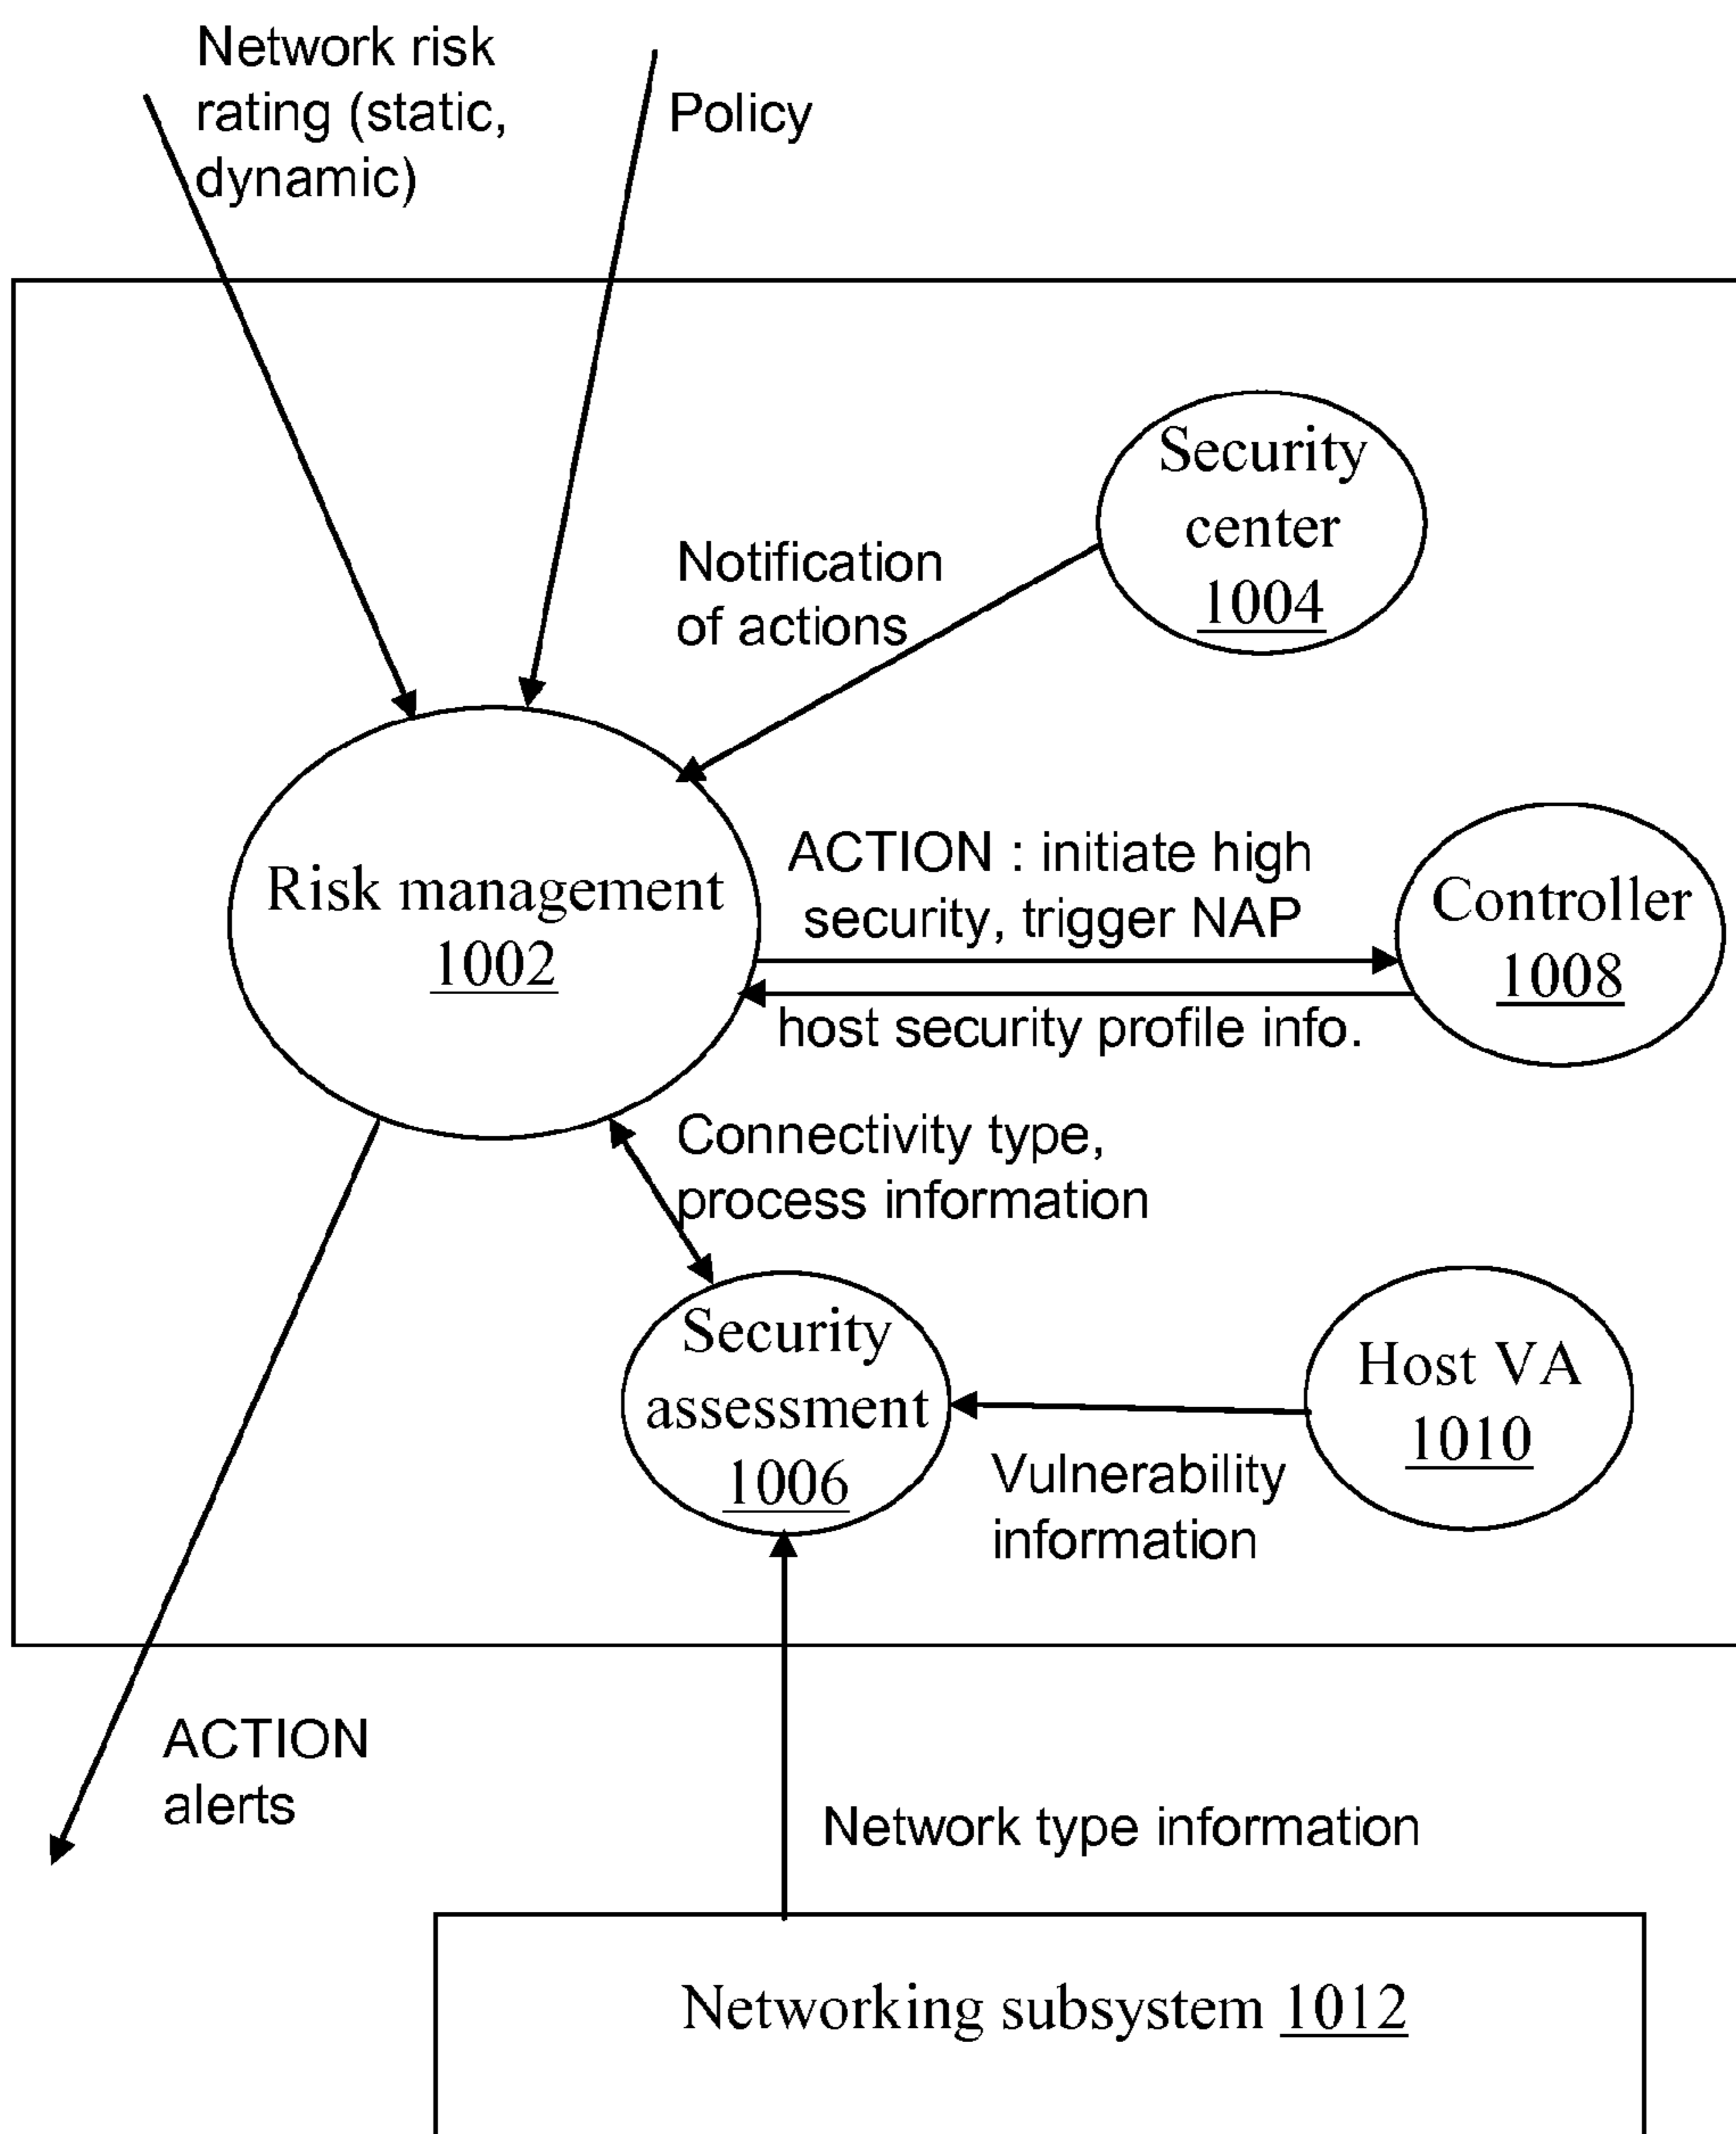 Network risk
rating (static,
dynamic)
Policy
Security
center
1004
Notification
of actions
Risk management
1002
ACTION : initiate high
security, trigger NAP
Controller
1008
host security profile info.
Connectivity type,
process information
Security
assessment
1006
Host VA
1010
Vulnerability
information
ACTION
alerts
Network type information
Networking subsystem 1012